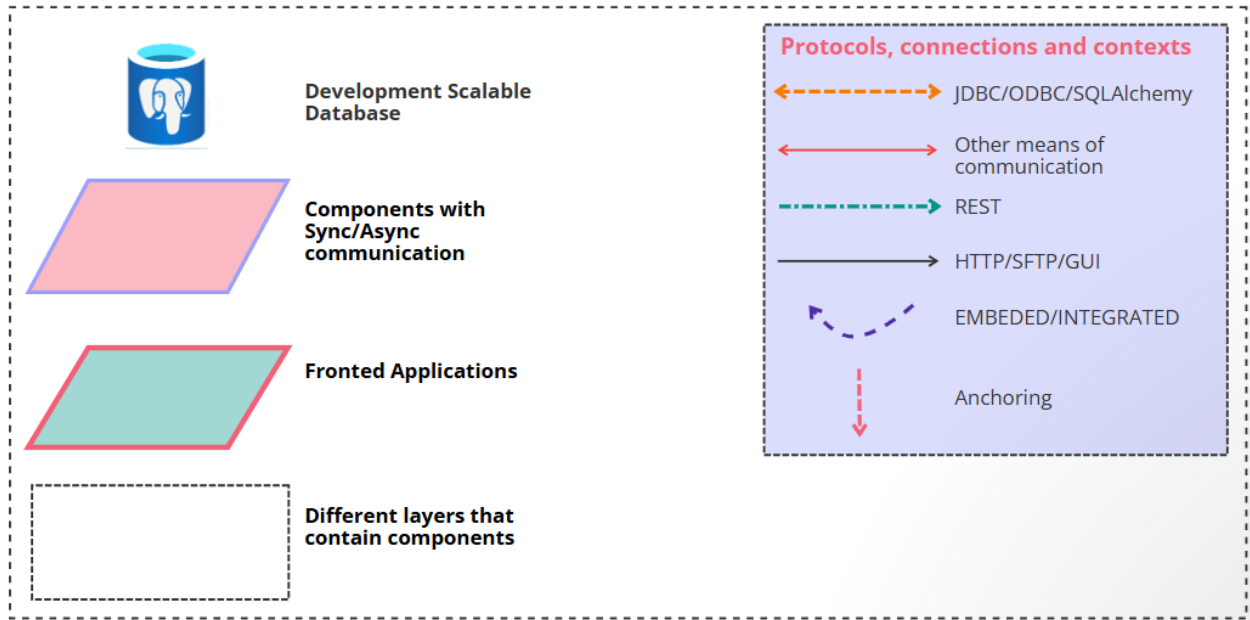 Development Scalable
Database
Components with
Sync/Async
communication
Fronted Applications
Different layers that
contain components
Protocols, connections and contexts
JDBC/ODBC/SQLAlchemy
Other means of
communication
REST
HTTP/SFTP/GUI
EMBEDED/INTEGRATED
Anchoring